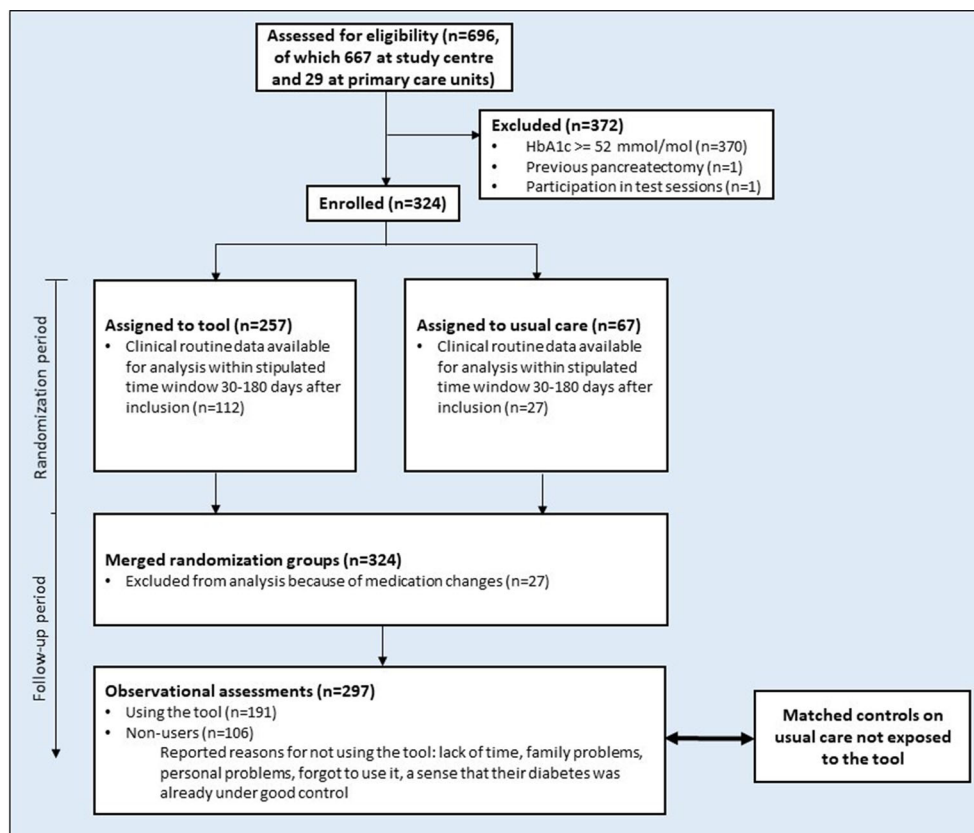 Assessed for eligibility (n=696,
of which 667 at study centre
and 29 at primary care units)
Excluded (n=372)
• HbA1c >= 52 mmol/mol (n=370)
• Previous pancreatectomy (n=1)
• Participation in test sessions (n=1)
Enrolled (n=324)
Randomization period
Assigned to tool (n=257)
• Clinical routine data available
for analysis within stipulated
time window 30-180 days after
inclusion (n=112)
Assigned to usual care (n=67)
• Clinical routine data available
for analysis within stipulated
time window 30-180 days after
inclusion (n=27)
Follow-up period
Merged randomization groups (n=324)
• Excluded from analysis because of medication changes (n=27)
Observational assessments (n=297)
• Using the tool (n=191)
• Non-users (n=106)
Reported reasons for not using the tool: lack of time, family problems,
personal problems, forgot to use it, a sense that their diabetes was
already under good control
Matched controls on
usual care not exposed
to the tool